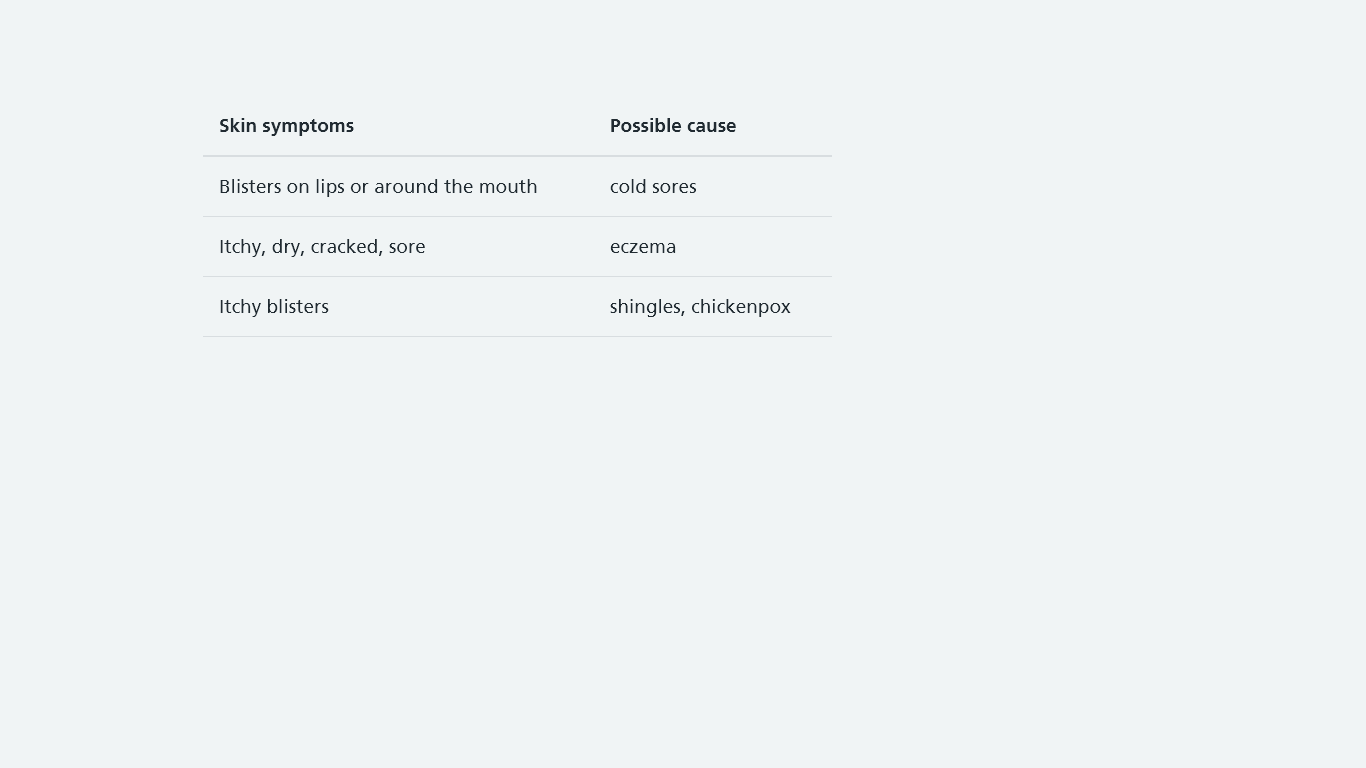 Skin symptoms Possible cause
Blisters on lips or around the mouth cold sores
Itchy, dry, cracked, sore eczema
Itchy blisters shingles, chickenpox